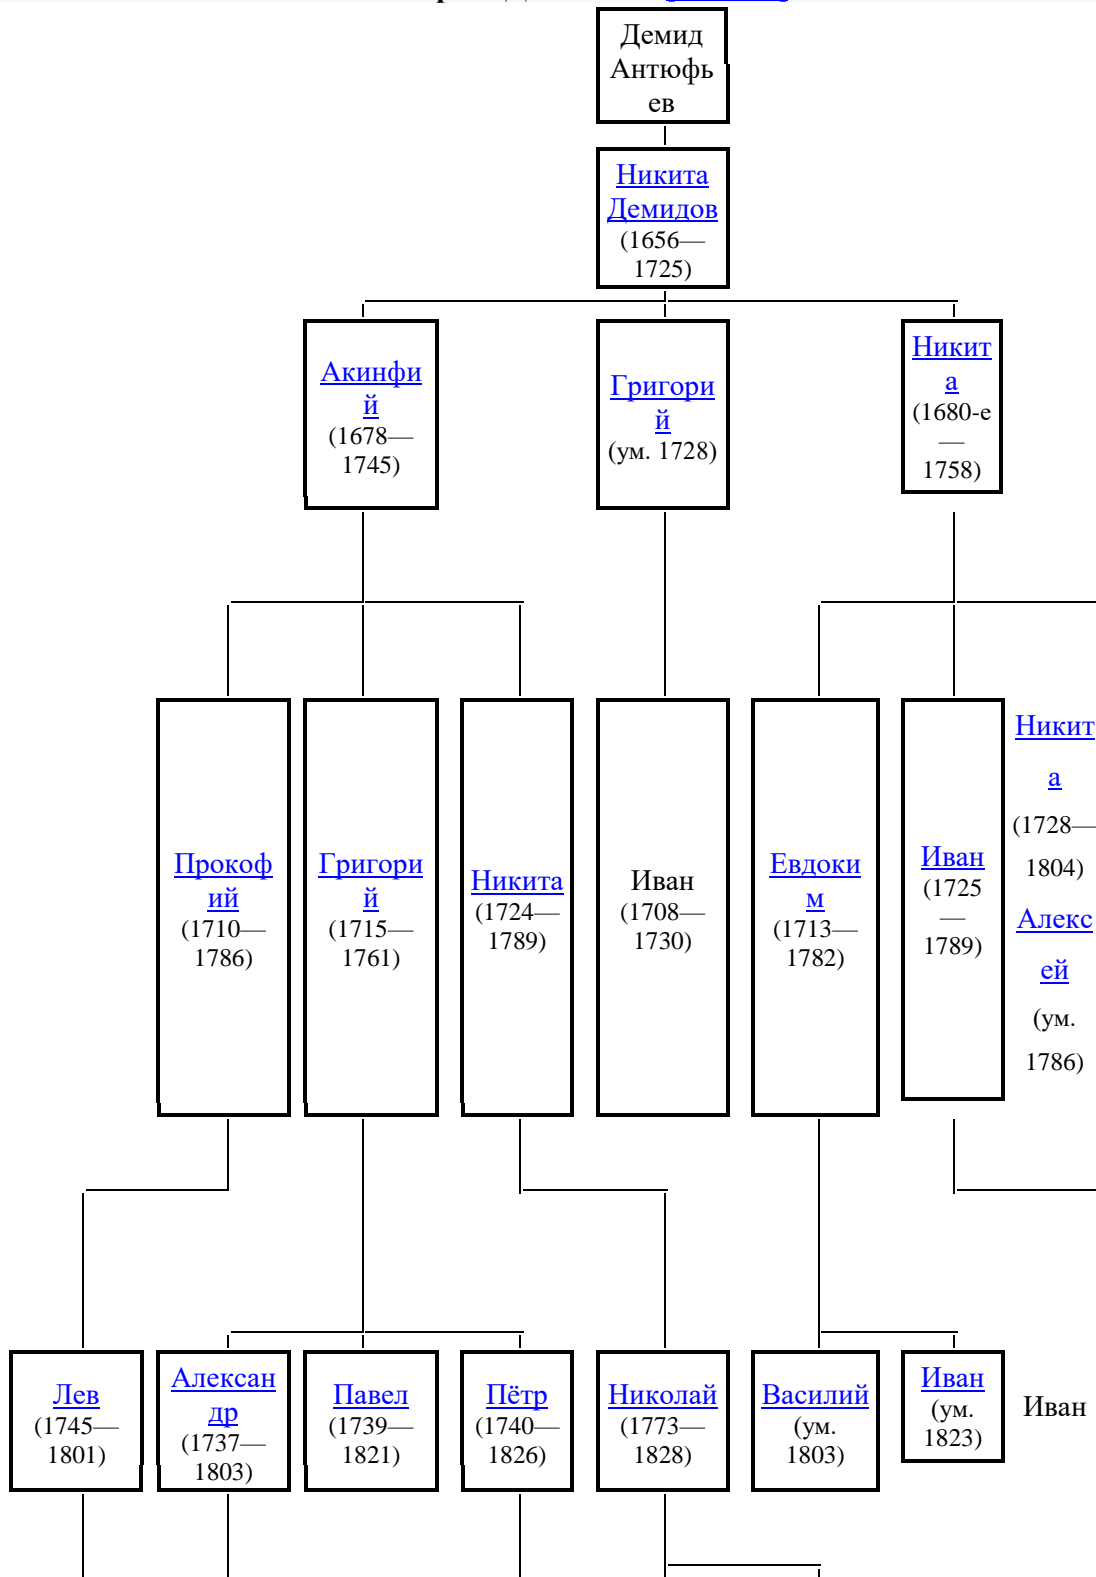 Демид
Антюфь
ев
Никита
Демидов
(1656—
1725)
Акинфи
й
(1678—
1745)
Григори
й
(ум. 1728)
Никит
а
(1680-е
—
1758)
Прокоф
ий
(1710—
1786)
Григори
й
(1715—
1761)
Никита
(1724—
1789)
Иван
(1708—
1730)
Евдоки
м
(1713—
1782)
Иван
(1725
—
1789)
Никит
а
(1728—
1804)
Алекс
ей
(ум.
1786)
Лев
(1745—
1801)
Алексан
др
(1737—
1803)
Павел
(1739—
1821)
Пётр
(1740—
1826)
Николай
(1773—
1828)
Василий
(ум.
1803)
Иван
(ум.
1823)
Иван